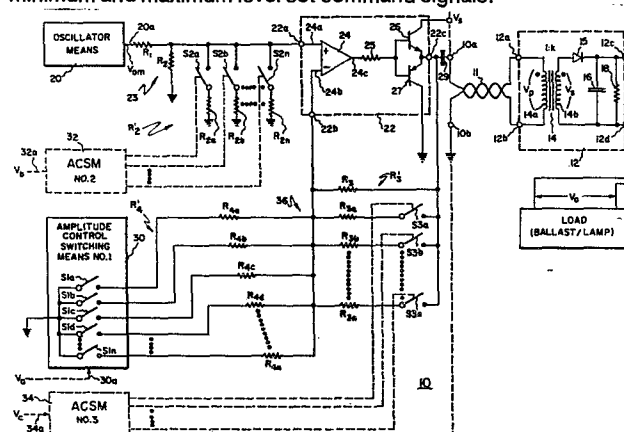 minimum and maximum level set command signals.
OSCILLATOR
MEANS
20
20a
Vom
R1
R2
23
S2a
S2b
S2n
R'2
R2a
R2b
R2n
32
32a
Vb
ACSM
NO.2
22a
24a
24
24b
24c
25
26
27
22
22b
22c
Vs
10a
29
11
10b
12a
12b
1:k
15
12c
Vp
Vs
14a
14b
14
16
18
12d
12
R'4
36
R3
R'3
AMPLITUDE
CONTROL
SWITCHING
MEANS NO.1
30
S1a
S1b
S1c
S1d
S1n
R4a
R4b
R4c
R4d
R4n
R3a
R3b
R3n
S3a
S3b
S3n
Va
30a
34
ACSM
NO.3
Vc
34a
10
Vo
LOAD
(BALLAST/LAMP)